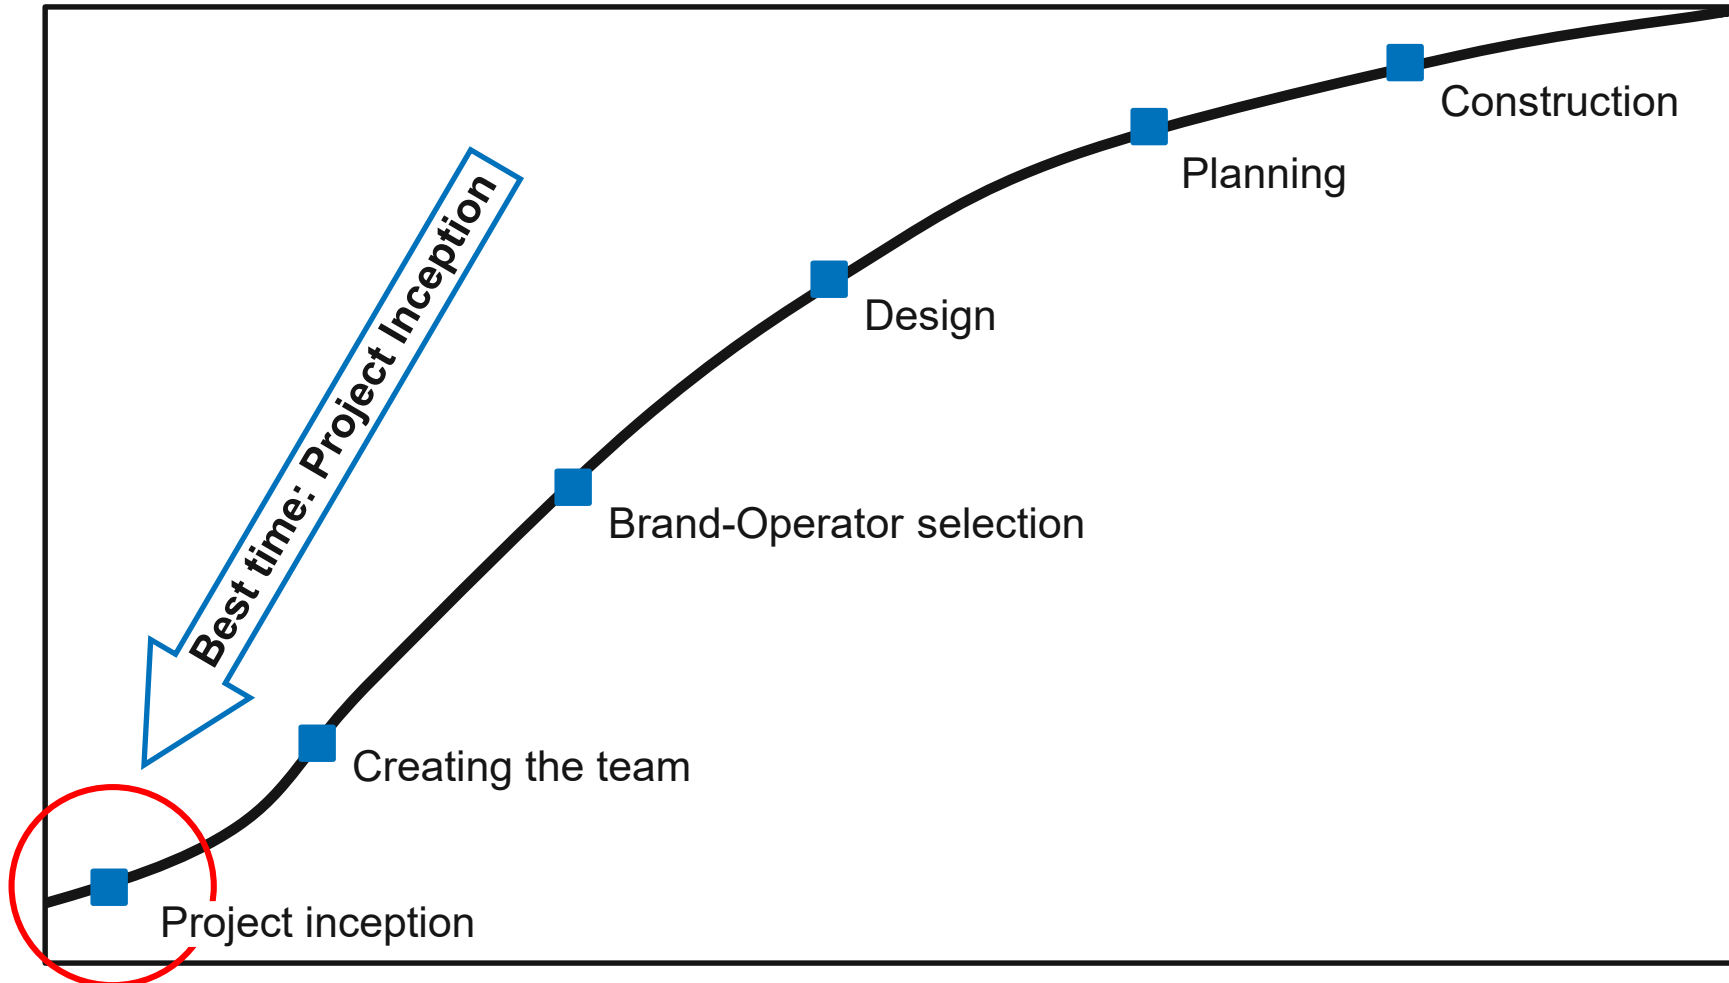 Construction
Planning
Best time: Project Inception
Design
Brand-Operator selection
Creating the team
Project inception